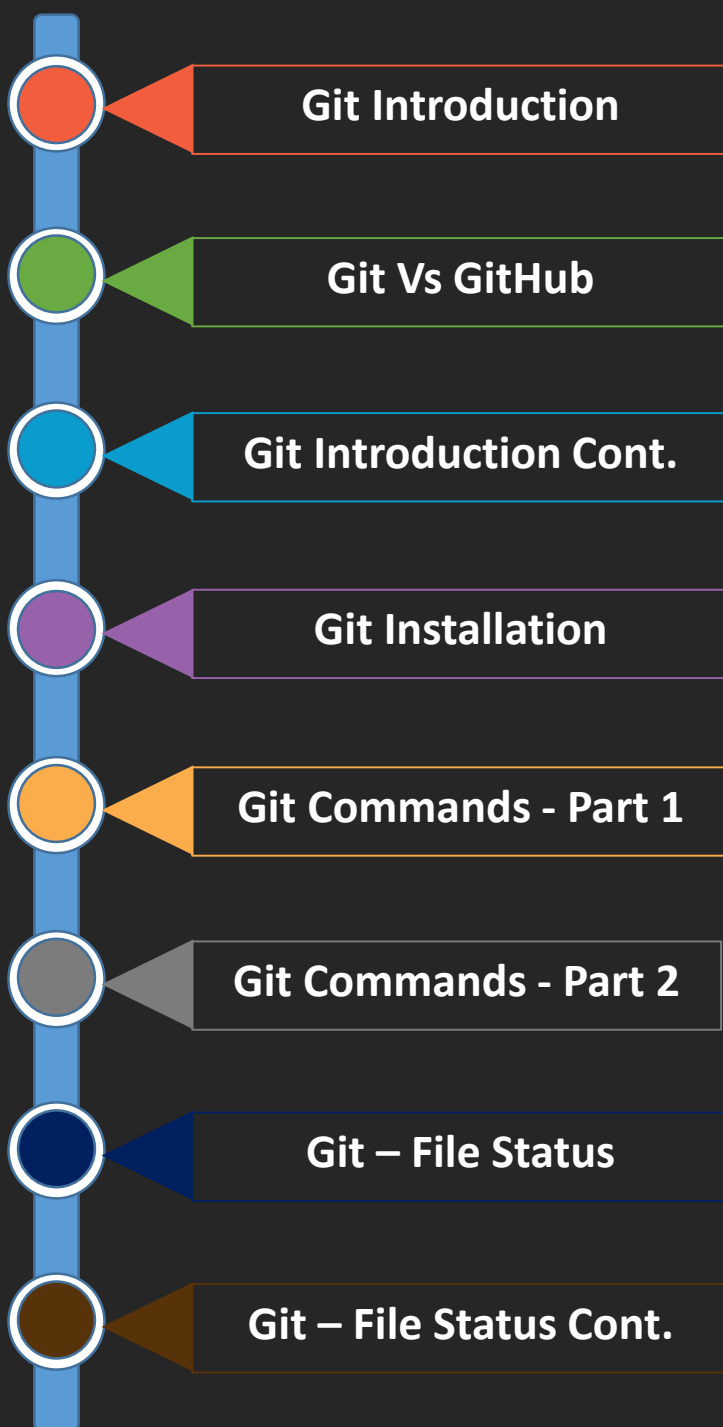 Git Introduction
Git Vs GitHub
Git Introduction Cont.
Git Installation
Git Commands - Part 1
Git Commands - Part 2
Git – File Status
Git – File Status Cont.